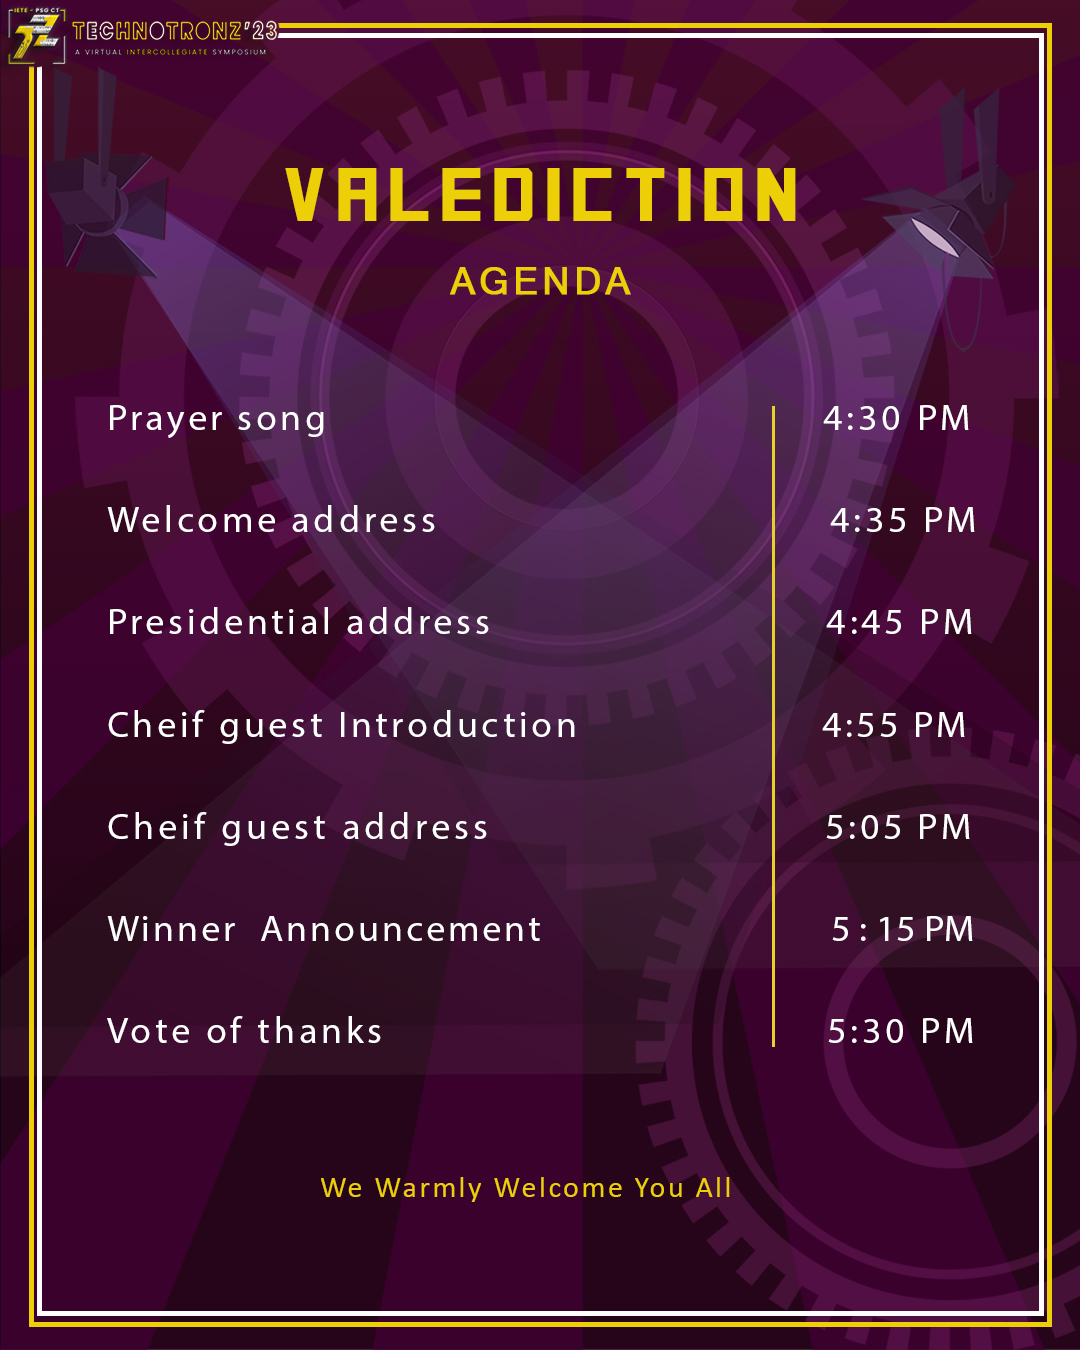 IETE - PSG CT
TECHNOTRONZ'23
A VIRTUAL INTERCOLLEGIATE SYMPOSIUM
VALEDICTION
AGENDA
Prayer song 4:30 PM
Welcome address 4:35 PM
Presidential address 4:45 PM
Cheif guest Introduction 4:55 PM
Cheif guest address 5:05 PM
Winner Announcement 5:15 PM
Vote of thanks 5:30 PM
We Warmly Welcome You All